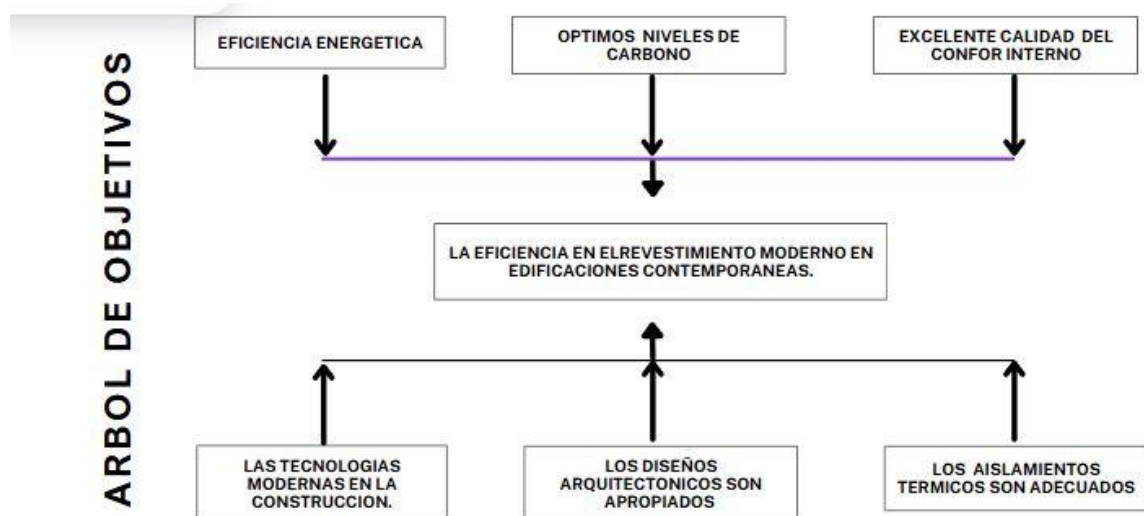 ARBOL DE OBJETIVOS
EFICIENCIA ENERGETICA
OPTIMOS NIVELES DE
CARBONO
EXCELENTE CALIDAD DEL
CONFOR INTERNO
LA EFICIENCIA EN ELREVESTIMIENTO MODERNO EN
EDIFICACIONES CONTEMPORANEAS.
LAS TECNOLOGIAS
MODERNAS EN LA
CONSTRUCCION.
LOS DISEÑOS
ARQUITECTONICOS SON
APROPIADOS
LOS AISLAMIENTOS
TERMICOS SON ADECUADOS